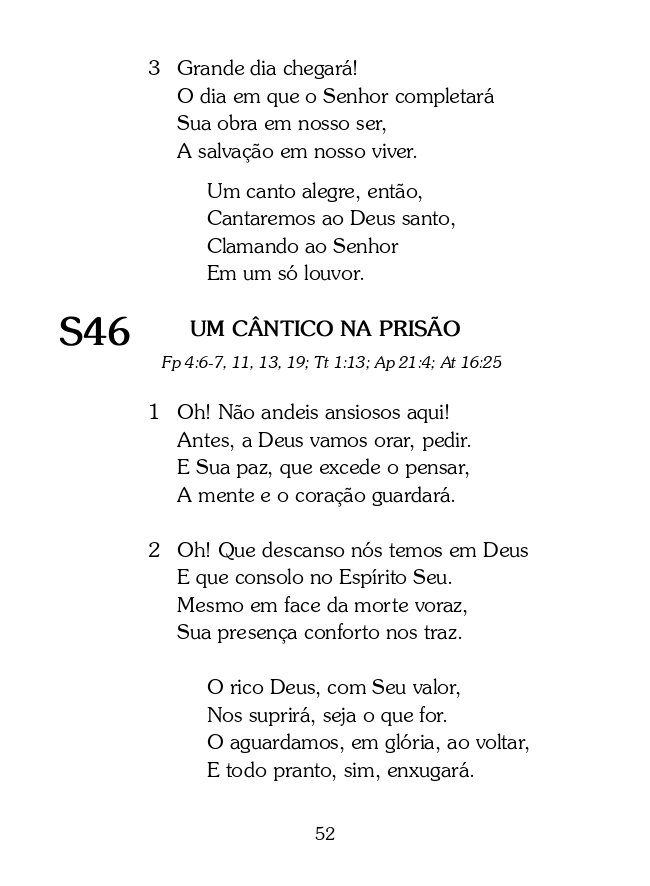 3 Grande dia chegará!
O dia em que o Senhor completará
Sua obra em nosso ser,
A salvação em nosso viver.
Um canto alegre, então,
Cantaremos ao Deus santo,
Clamando ao Senhor
Em um só louvor.
S46 UM CÂNTICO NA PRISÃO
Fp 4:6-7, 11, 13, 19; Tt 1:13; Ap 21:4; At 16:25
1 Oh! Não andeis ansiosos aqui!
Antes, a Deus vamos orar, pedir.
E Sua paz, que excede o pensar,
A mente e o coração guardará.
2 Oh! Que descanso nós temos em Deus
E que consolo no Espírito Seu.
Mesmo em face da morte voraz,
Sua presença conforto nos traz.
O rico Deus, com Seu valor,
Nos suprirá, seja o que for.
O aguardamos, em glória, ao voltar,
E todo pranto, sim, enxugará.
52